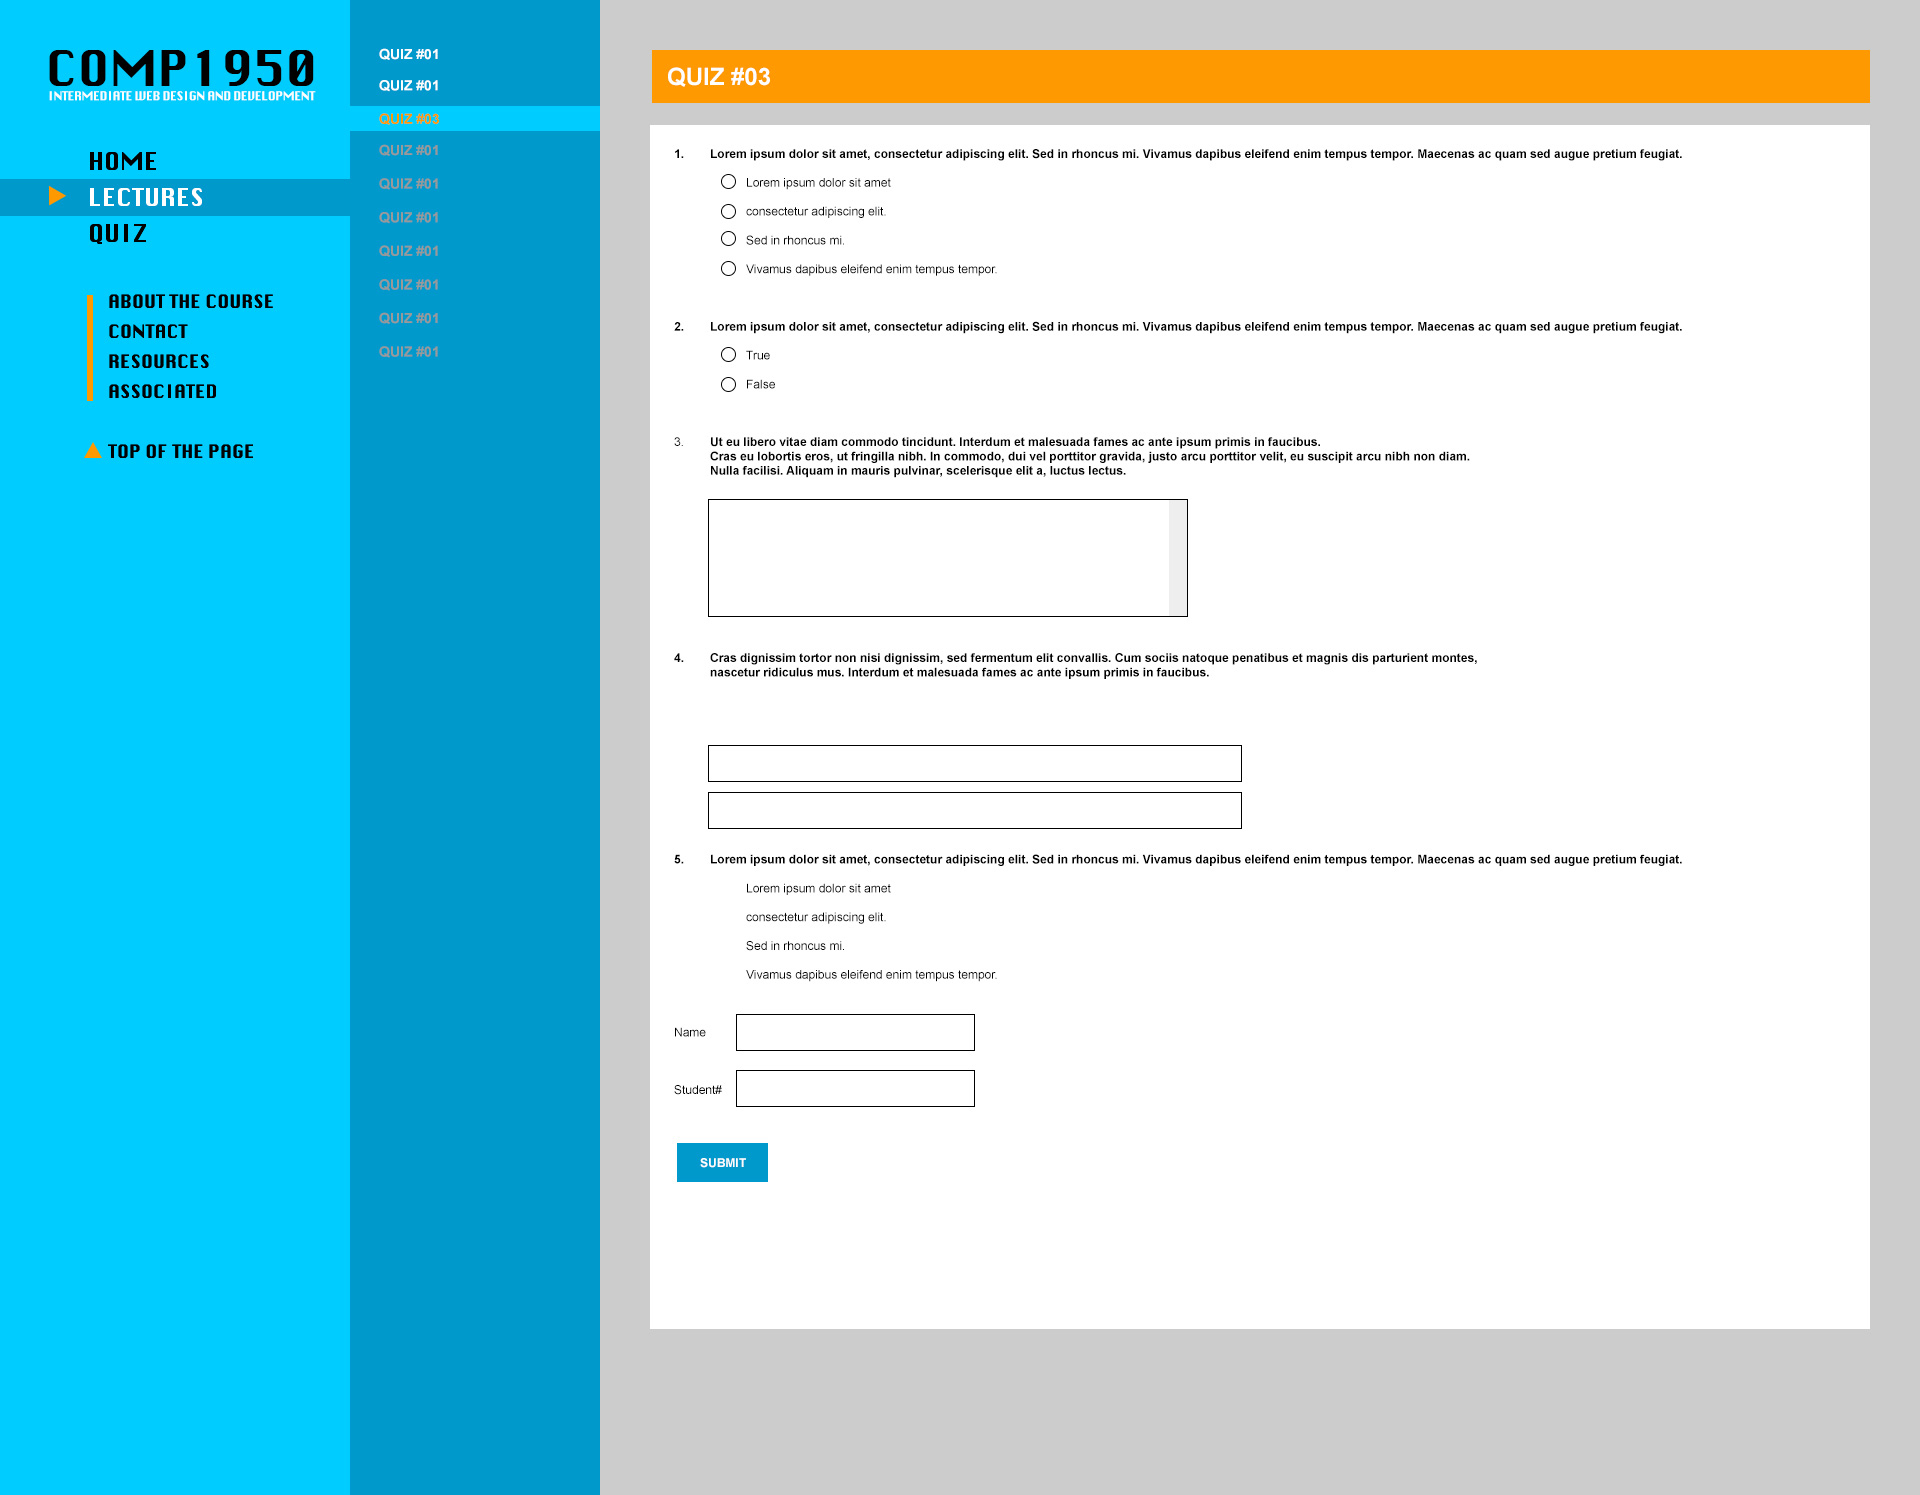 COMP1950
INTERMEDIATE WEB DESIGN AND DEVELOPMENT
HOME
LECTURES
QUIZ
ABOUT THE COURSE
CONTACT
RESOURCES
ASSOCIATED
TOP OF THE PAGE
QUIZ #01
QUIZ #01
QUIZ #03
QUIZ #01
QUIZ #01
QUIZ #01
QUIZ #01
QUIZ #01
QUIZ #01
QUIZ #01
QUIZ #03
1. Lorem ipsum dolor sit amet, consectetur adipiscing elit. Sed in rhoncus mi. Vivamus dapibus eleifend enim tempus tempor. Maecenas ac quam sed augue pretium feugiat.
Lorem ipsum dolor sit amet
consectetur adipiscing elit.
Sed in rhoncus mi.
Vivamus dapibus eleifend enim tempus tempor.
2. Lorem ipsum dolor sit amet, consectetur adipiscing elit. Sed in rhoncus mi. Vivamus dapibus eleifend enim tempus tempor. Maecenas ac quam sed augue pretium feugiat.
True
False
3. Ut eu libero vitae diam commodo tincidunt. Interdum et malesuada fames ac ante ipsum primis in faucibus.
Cras eu lobortis eros, ut fringilla nibh. In commodo, dui vel porttitor gravida, justo arcu porttitor velit, eu suscipit arcu nibh non diam.
Nulla facilisi. Aliquam in mauris pulvinar, scelerisque elit a, luctus lectus.
4. Cras dignissim tortor non nisi dignissim, sed fermentum elit convallis. Cum sociis natoque penatibus et magnis dis parturient montes,
nascetur ridiculus mus. Interdum et malesuada fames ac ante ipsum primis in faucibus.
5. Lorem ipsum dolor sit amet, consectetur adipiscing elit. Sed in rhoncus mi. Vivamus dapibus eleifend enim tempus tempor. Maecenas ac quam sed augue pretium feugiat.
Lorem ipsum dolor sit amet
consectetur adipiscing elit.
Sed in rhoncus mi.
Vivamus dapibus eleifend enim tempus tempor.
Name
Student#
SUBMIT